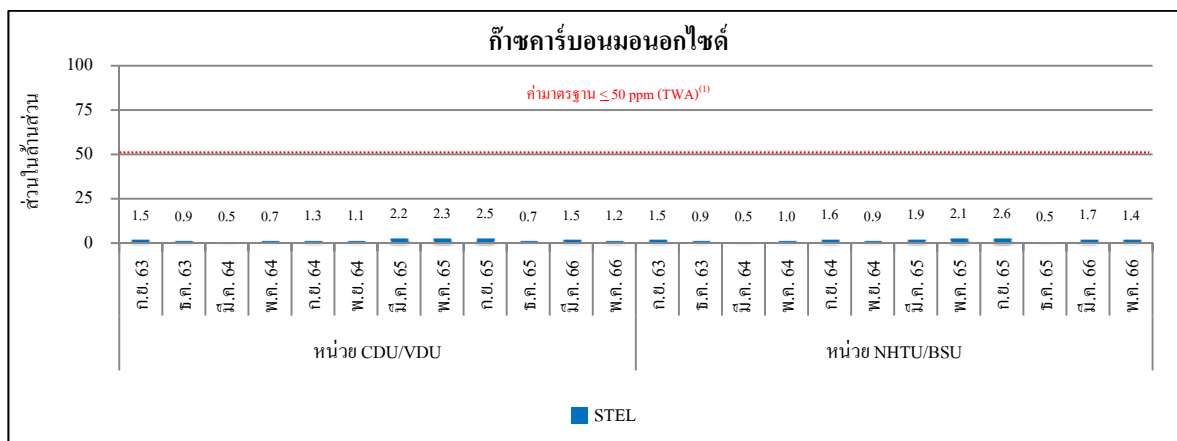 ก๊าซคาร์บอนมอนอกไซด์
ส่วนในล้านส่วน
100
75
50
25
0
ค่ามาตรฐาน ≤ 50 ppm (TWA)(1)
1.5 0.9 0.5 0.7 1.3 1.1 2.2 2.3 2.5 0.7 1.5 1.2 1.5 0.9 0.5 1.0 1.6 0.9 1.9 2.1 2.6 0.5 1.7 1.4
ก.ย. 63 ธ.ค. 63 มี.ค. 64 พ.ค. 64 ก.ย. 64 พ.ย. 64 มี.ค. 65 พ.ค. 65 ก.ย. 65 ธ.ค. 65 มี.ค. 66 พ.ค. 66 ก.ย. 63 ธ.ค. 63 มี.ค. 64 พ.ค. 64 ก.ย. 64 พ.ย. 64 มี.ค. 65 พ.ค. 65 ก.ย. 65 ธ.ค. 65 มี.ค. 66 พ.ค. 66
หน่วย CDU/VDU หน่วย NHTU/BSU
STEL